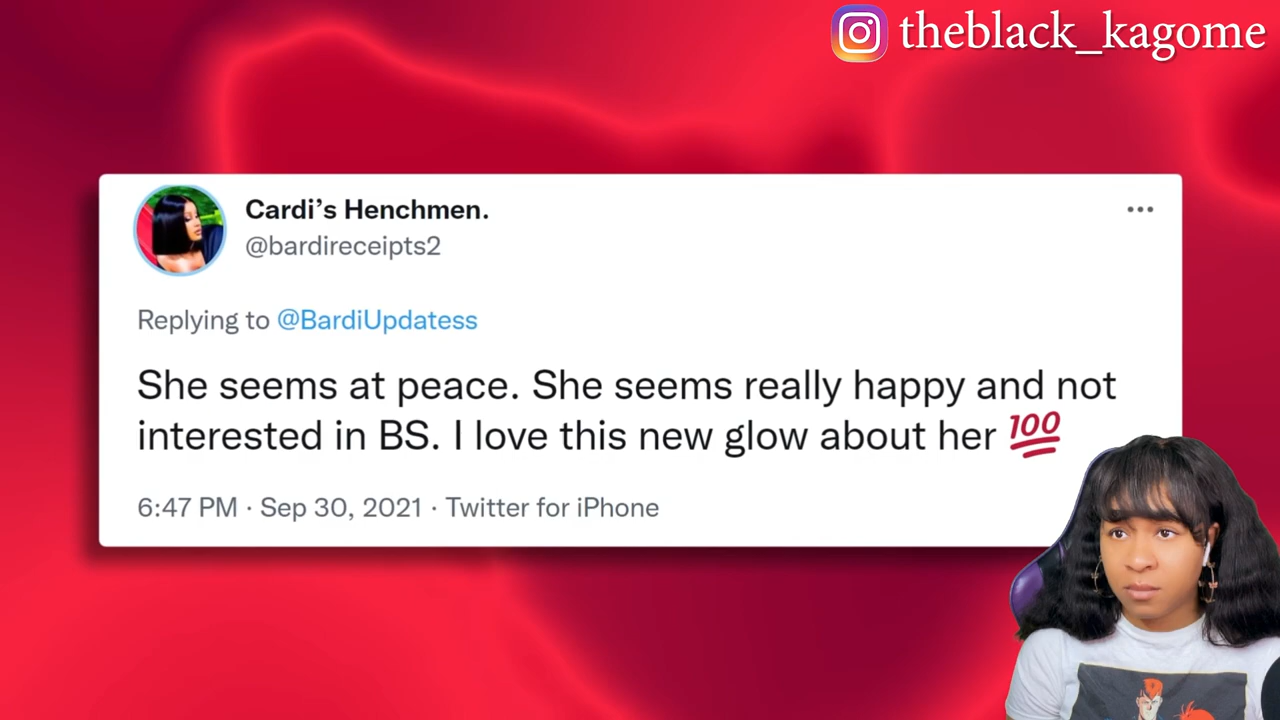 theblack_kagome
Cardi’s Henchmen.
@bardireceipts2
Replying to @BardiUpdatess
She seems at peace. She seems really happy and not
interested in BS. I love this new glow about her 💯
6:47 PM · Sep 30, 2021 · Twitter for iPhone